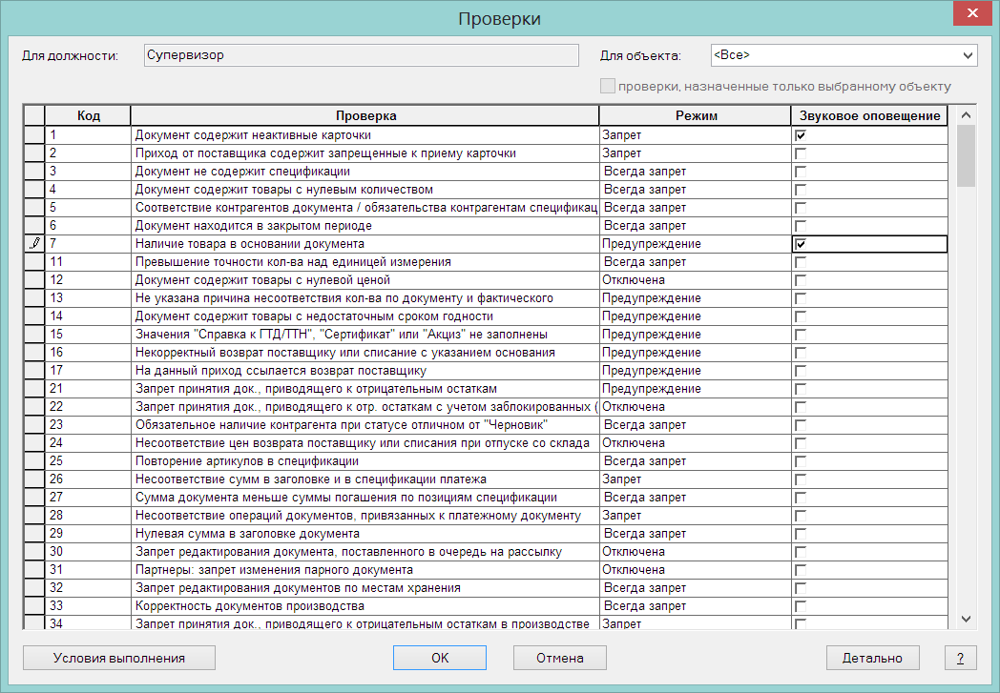 Проверки
Для должности: Супервизор Для объекта: <Все>
проверки, назначенные только выбранному объекту
Код Проверка Режим Звуковое оповещение
1 Документ содержит неактивные карточки Запрет
2 Приход от поставщика содержит запрещенные к приему карточки Запрет
3 Документ не содержит спецификации Всегда запрет
4 Документ содержит товары с нулевым количеством Всегда запрет
5 Соответствие контрагентов документа / обязательства контрагентам спецификац Всегда запрет
6 Документ находится в закрытом периоде Всегда запрет
7 Наличие товара в основании документа Предупреждение
11 Превышение точности кол-ва над единицей измерения Всегда запрет
12 Документ содержит товары с нулевой ценой Отключена
13 Не указана причина несоответствия кол-ва по документу и фактического Предупреждение
14 Документ содержит товары с недостаточным сроком годности Предупреждение
15 Значения "Справка к ГТД/ТТН", "Сертификат" или "Акциз" не заполнены Предупреждение
16 Некорректный возврат поставщику или списание с указанием основания Предупреждение
17 На данный приход ссылается возврат поставщику Предупреждение
21 Запрет принятия док., приводящего к отрицательным остаткам Предупреждение
22 Запрет принятия док., приводящего к отр. остаткам с учетом заблокированных ( Отключена
23 Обязательное наличие контрагента при статусе отличном от "Черновик" Всегда запрет
24 Несоответствие цен возврата поставщику или списания при отпуске со склада Отключена
25 Повторение артикулов в спецификации Всегда запрет
26 Несоответствие сумм в заголовке и в спецификации платежа Запрет
27 Сумма документа меньше суммы погашения по позициям спецификации Всегда запрет
28 Несоответствие операций документов, привязанных к платежному документу Запрет
29 Нулевая сумма в заголовке документа Всегда запрет
30 Запрет редактирования документа, поставленного в очередь на рассылку Отключена
31 Партнеры: запрет изменения парного документа Отключена
32 Запрет редактирования документов по местам хранения Всегда запрет
33 Корректность документов производства Всегда запрет
34 Запрет принятия док., приводящего к отрицательным остаткам в производстве Запрет
Условия выполнения OK Отмена Детально ?